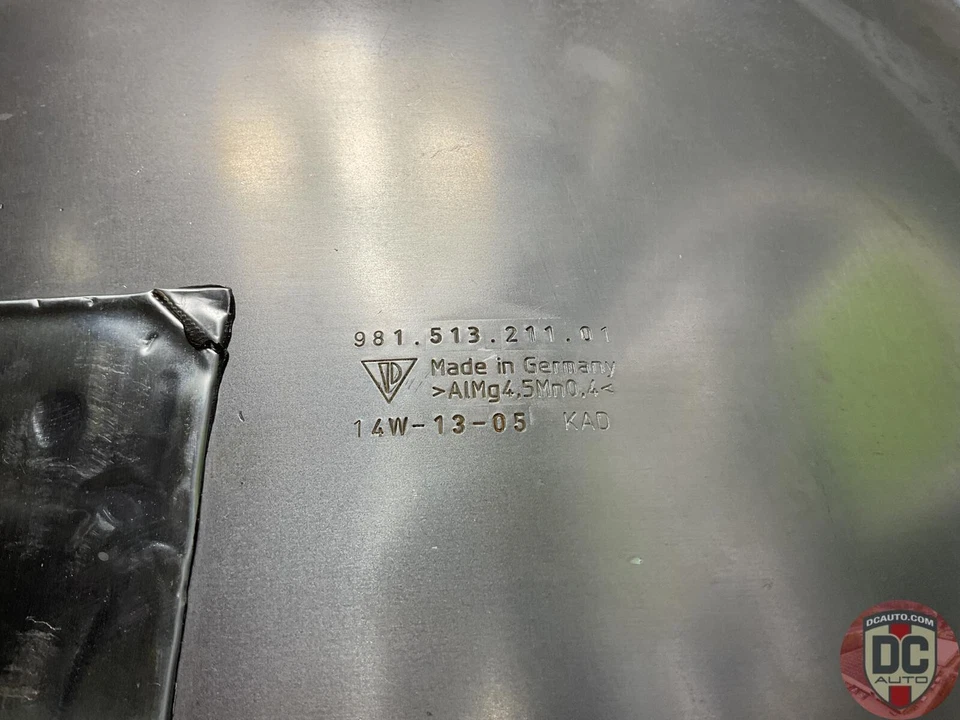 981.513.211.01
Made in Germany
>AlMg4,5Mn0,4<
14W-13-05 KAD
DCAUTO.COM
DC
AUTO